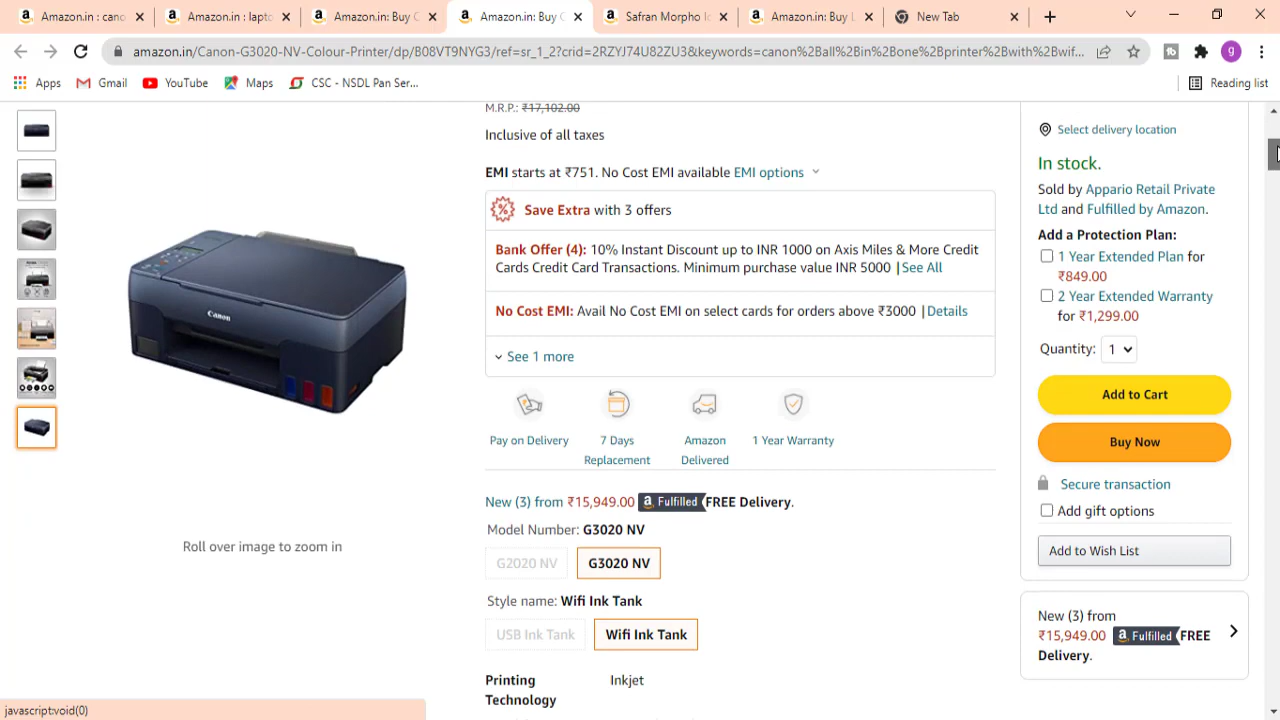 Amazon.in : cano
Amazon.in : lapto
Amazon.in: Buy C
Amazon.in: Buy C
Safran Morpho Ic
Amazon.in: Buy L
New Tab
amazon.in/Canon-G3020-NV-Colour-Printer/dp/B08VT9NYG3/ref=sr_1_2?crid=2RZYJ74U82ZU3&keywords=canon%2Ball%2Bin%2Bone%2Bprinter%2Bwith%2Bwif...
g
Apps
Gmail
YouTube
Maps
CSC - NSDL Pan Ser...
Reading list
M.R.P.: ₹17,102.00
Inclusive of all taxes
EMI starts at ₹751. No Cost EMI available EMI options
Save Extra with 3 offers
Bank Offer (4): 10% Instant Discount up to INR 1000 on Axis Miles & More Credit
Cards Credit Card Transactions. Minimum purchase value INR 5000 |See All
No Cost EMI: Avail No Cost EMI on select cards for orders above ₹3000 |Details
See 1 more
Pay on Delivery
7 Days
Replacement
Amazon
Delivered
1 Year Warranty
New (3) from ₹15,949.00 Fulfilled FREE Delivery.
Model Number: G3020 NV
G2020 NV
G3020 NV
Style name: Wifi Ink Tank
USB Ink Tank
Wifi Ink Tank
Printing
Technology
Inkjet
Canon
Roll over image to zoom in
Select delivery location
In stock.
Sold by Appario Retail Private
Ltd and Fulfilled by Amazon.
Add a Protection Plan:
1 Year Extended Plan for
₹849.00
2 Year Extended Warranty
for ₹1,299.00
Quantity: 1
Add to Cart
Buy Now
Secure transaction
Add gift options
Add to Wish List
New (3) from
₹15,949.00 Fulfilled FREE
Delivery.
javascript:void(0)